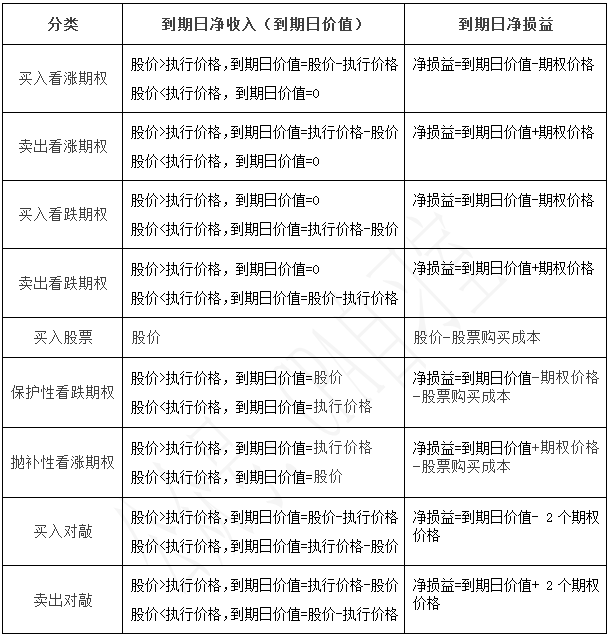 分类
到期日净收入（到期日价值）
到期日净损益
买入看涨期权
股价>执行价格,到期日价值=股价-执行价格
股价<执行价格，到期日价值=0
净损益=到期日价值-期权价格
卖出看涨期权
股价>执行价格,到期日价值=执行价格-股价
股价<执行价格，到期日价值=0
净损益=到期日价值+期权价格
买入看跌期权
股价>执行价格，到期日价值=0
股价<执行价格,到期日价值=执行价格-股价
净损益=到期日价值-期权价格
卖出看跌期权
股价>执行价格，到期日价值=0
股价<执行价格,到期日价值=股价-执行价格
净损益=到期日价值+期权价格
买入股票
股价
股价-股票购买成本
保护性看跌期权
股价>执行价格，到期日价值=股价
股价<执行价格，到期日价值=执行价格
净损益=到期日价值-期权价格
-股票购买成本
抛补性看涨期权
股价>执行价格，到期日价值=执行价格
股价<执行价格，到期日价值=股价
净损益=到期日价值+期权价格
-股票购买成本
买入对敲
股价>执行价格,到期日价值=股价-执行价格
股价<执行价格,到期日价值=执行价格-股价
净损益=到期日价值- 2 个期权
价格
卖出对敲
股价>执行价格,到期日价值=执行价格-股价
股价<执行价格,到期日价值=股价-执行价格
净损益=到期日价值+ 2 个期权
价格